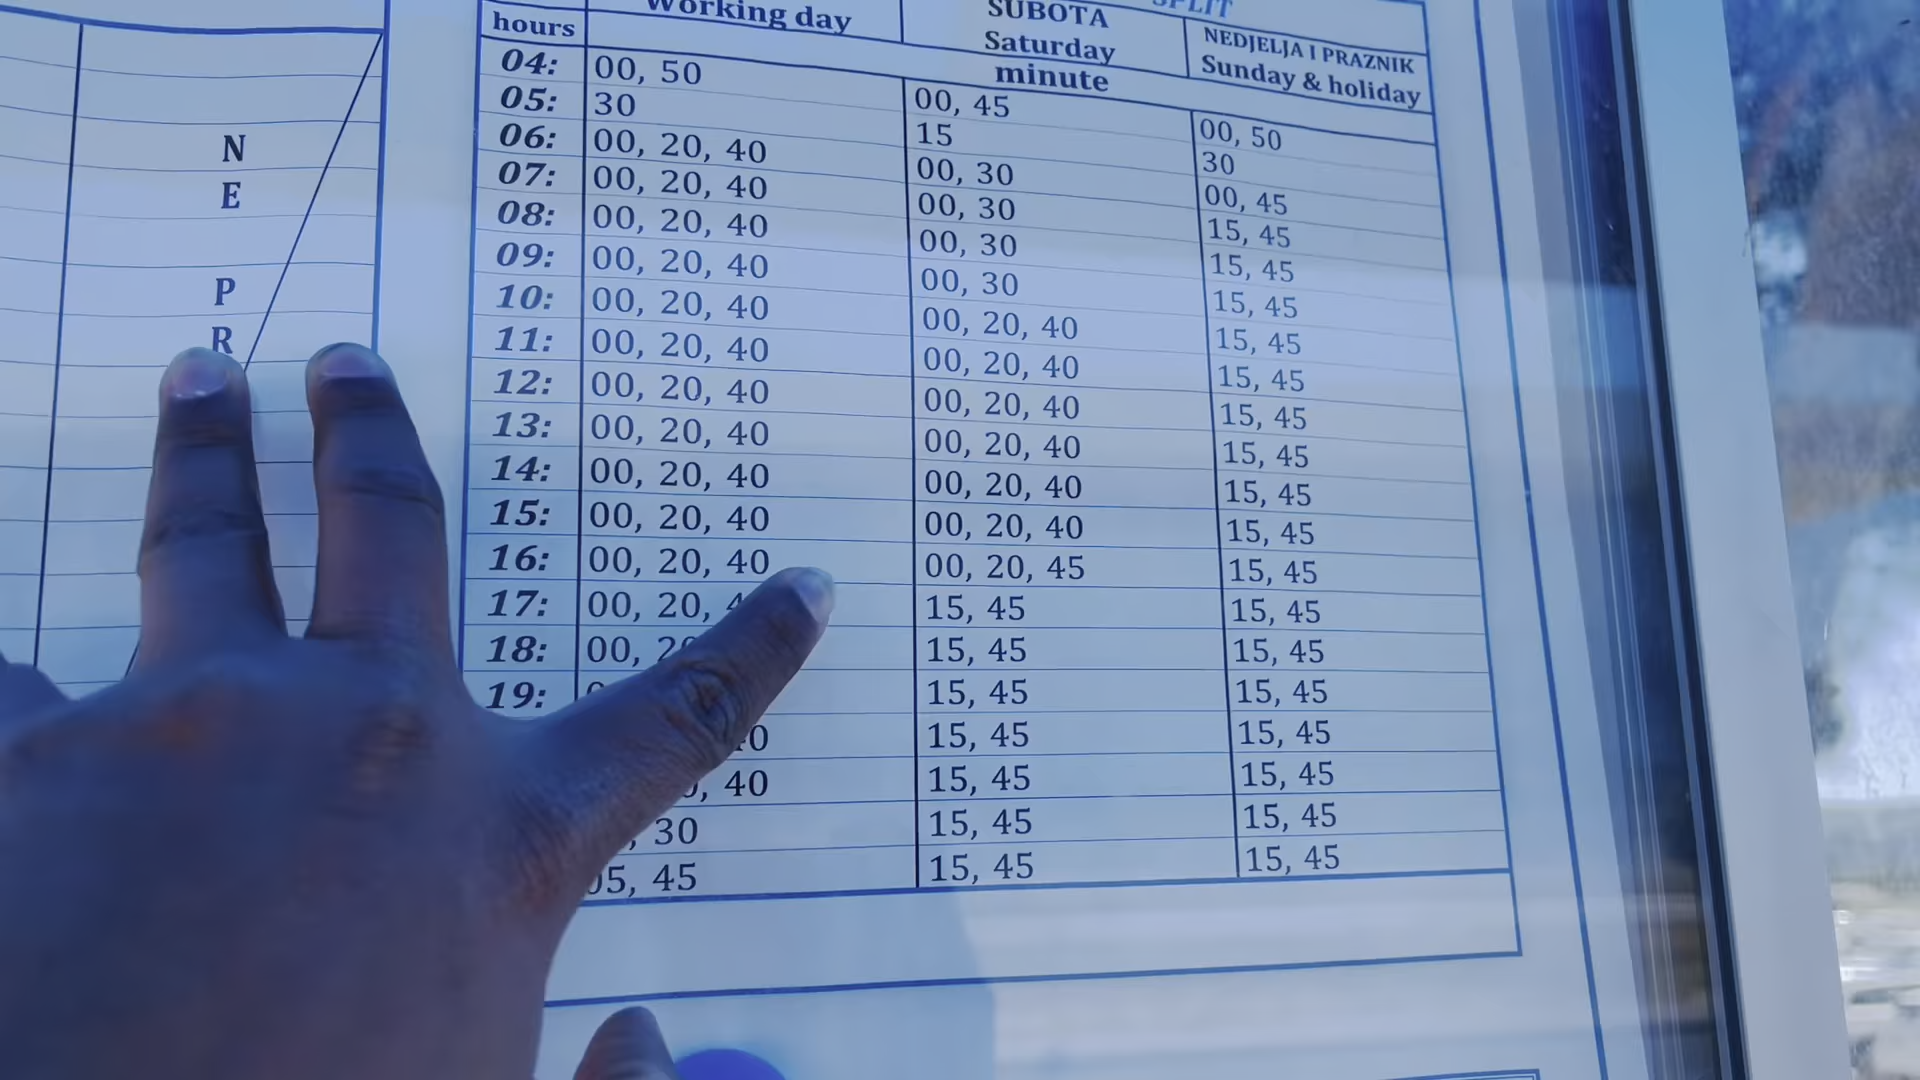 SPLIT
hours Working day SUBOTA Saturday NEDJELJA I PRAZNIK Sunday & holiday
minute
04: 00, 50 00, 45 00, 50
05: 30 15 30
06: 00, 20, 40 00, 30 00, 45
07: 00, 20, 40 00, 30 15, 45
08: 00, 20, 40 00, 30 15, 45
09: 00, 20, 40 00, 30 15, 45
10: 00, 20, 40 00, 20, 40 15, 45
11: 00, 20, 40 00, 20, 40 15, 45
12: 00, 20, 40 00, 20, 40 15, 45
13: 00, 20, 40 00, 20, 40 15, 45
14: 00, 20, 40 00, 20, 40 15, 45
15: 00, 20, 40 00, 20, 40 15, 45
16: 00, 20, 40 00, 20, 45 15, 45
17: 00, 20, 15, 45 15, 45
18: 00, 15, 45 15, 45
19: 15, 45 15, 45
15, 45 15, 45
40 15, 45 15, 45
30 15, 45 15, 45
05, 45 15, 45 15, 45
N
E
P
R